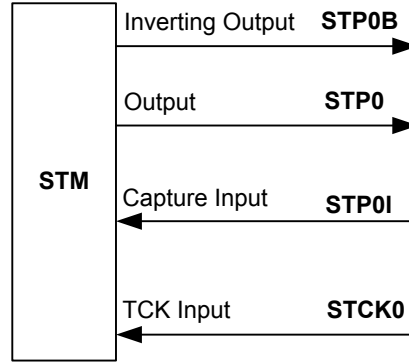 Inverting Output STP0B
Output STP0
STM
Capture Input STP0I
TCK Input STCK0